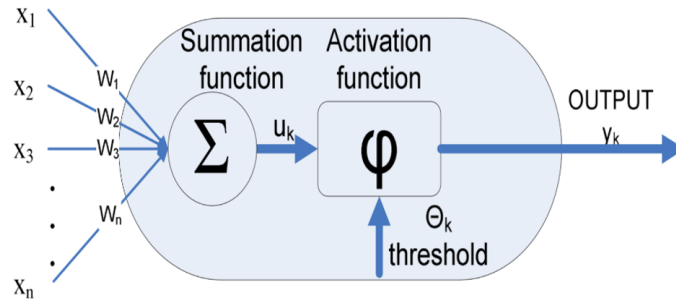 x₁
x₂
x₃
.
.
.
xₙ
W₁
W₂
W₃
Wₙ
Summation
function
Σ
uₖ
Activation
function
φ
Θₖ
threshold
OUTPUT
yₖ